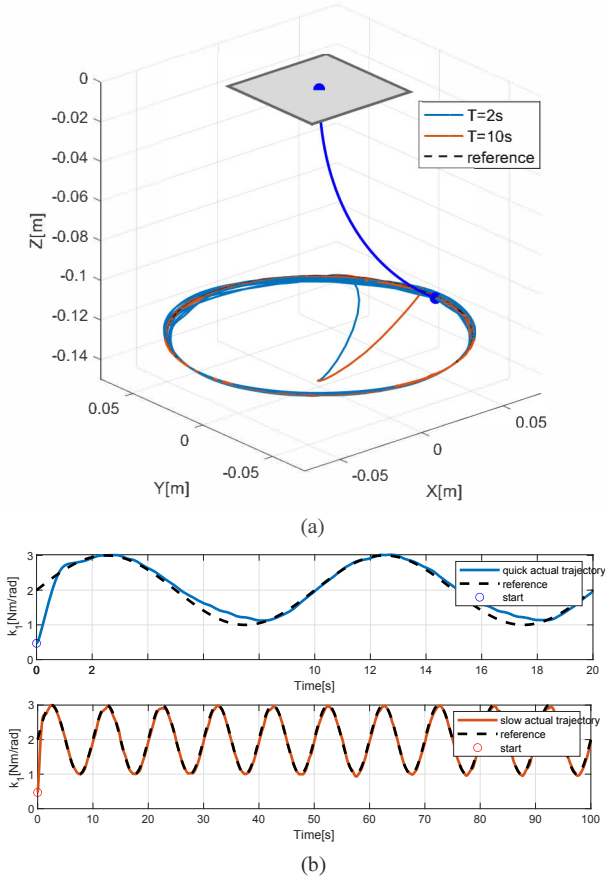 0
-0.02
-0.04
-0.06
-0.08
-0.1
-0.12
-0.14
Z[m]
T=2s
T=10s
reference
0.05
0
-0.05
Y[m]
-0.05
0
0.05
X[m]
(a)
3
2
1
0
k1[Nm/rad]
quick actual trajectory
reference
start
0 2 10 12 14 16 18 20
Time[s]
3
2
1
0
k1[Nm/rad]
slow actual trajectory
reference
start
0 10 20 30 40 50 60 70 80 90 100
Time[s]
(b)